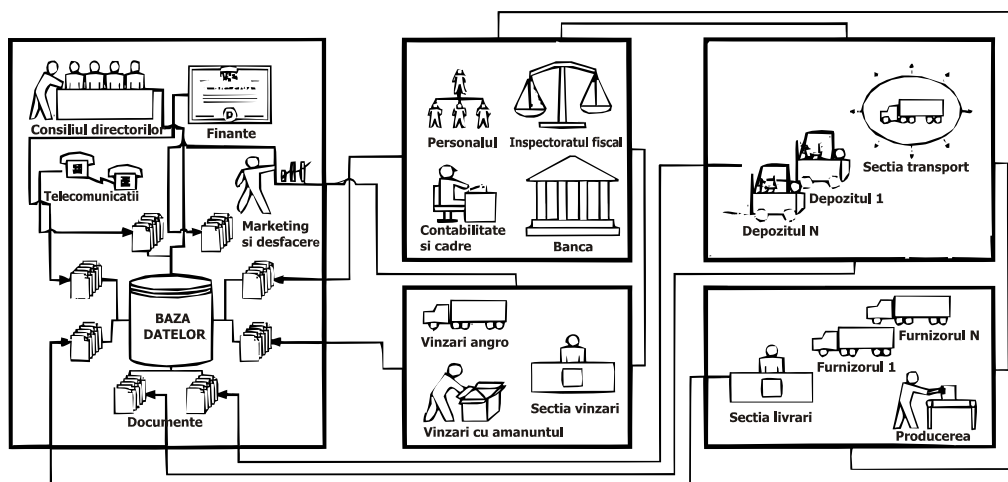 Consiliul directorilor
Finante
Telecomunicatii
Marketing
si desfacere
BAZA
DATELOR
Documente
Personalul
Inspectoratul fiscal
Contabilitate
si cadre
Banca
Vinzari angro
Sectia vinzari
Vinzari cu amanuntul
Sectia transport
Depozitul 1
Depozitul N
Furnizorul N
Furnizorul 1
Sectia livrari
Producerea